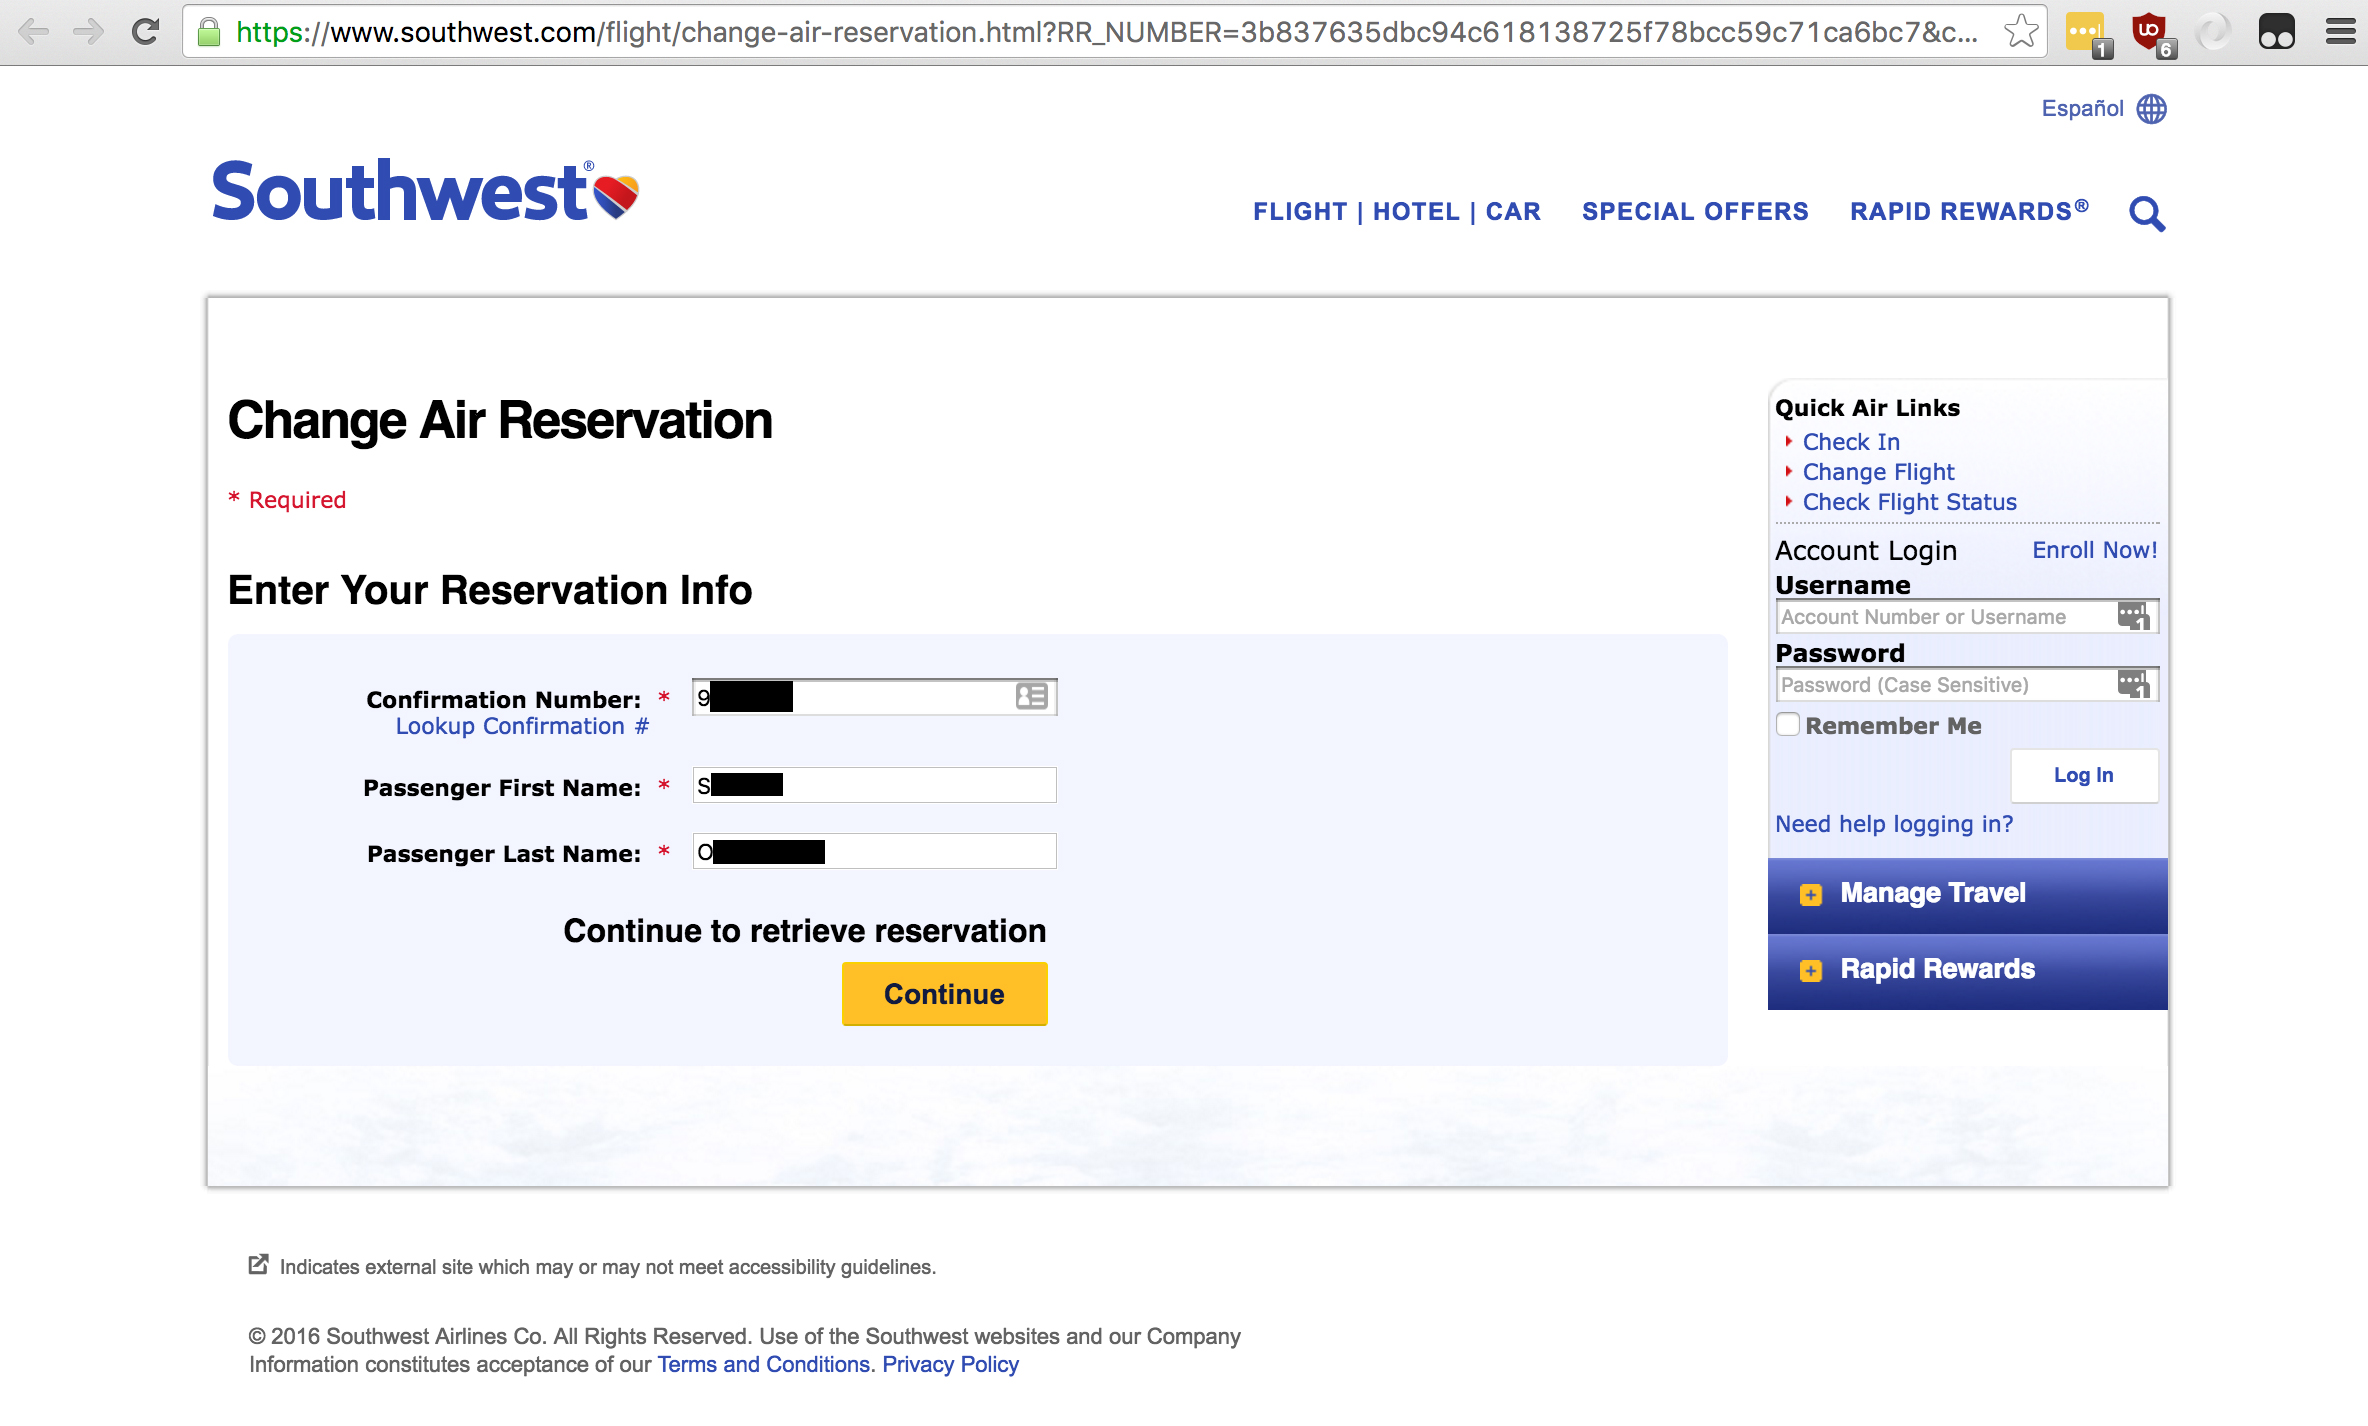 https://www.southwest.com/flight/change-air-reservation.html?RR_NUMBER=3b837635dbc94c618138725f78bcc59c71ca6bc7&c...
1
6
Español
Southwest®
FLIGHT | HOTEL | CAR
SPECIAL OFFERS
RAPID REWARDS®
Change Air Reservation
* Required
Enter Your Reservation Info
Confirmation Number: *
9
Lookup Confirmation #
Passenger First Name: *
S
Passenger Last Name: *
O
Continue to retrieve reservation
Continue
Quick Air Links
Check In
Change Flight
Check Flight Status
Account Login
Enroll Now!
Username
Account Number or Username
1
Password
Password (Case Sensitive)
1
Remember Me
Log In
Need help logging in?
Manage Travel
Rapid Rewards
Indicates external site which may or may not meet accessibility guidelines.
© 2016 Southwest Airlines Co. All Rights Reserved. Use of the Southwest websites and our Company
Information constitutes acceptance of our Terms and Conditions. Privacy Policy